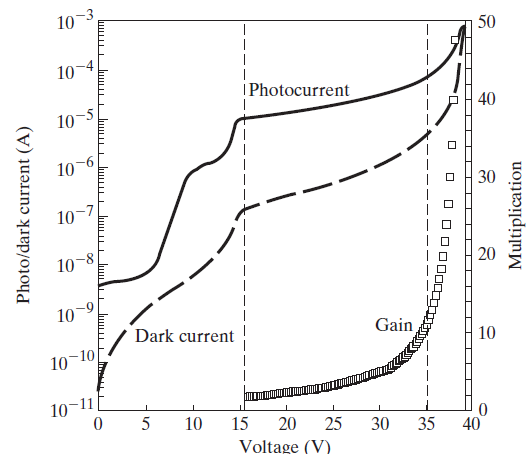 10⁻³
10⁻⁴
10⁻⁵
10⁻⁶
10⁻⁷
10⁻⁸
10⁻⁹
10⁻¹⁰
10⁻¹¹
Photo/dark current (A)
Photocurrent
Dark current
Gain
50
40
30
20
10
0
Multiplication
0 5 10 15 20 25 30 35 40
Voltage (V)